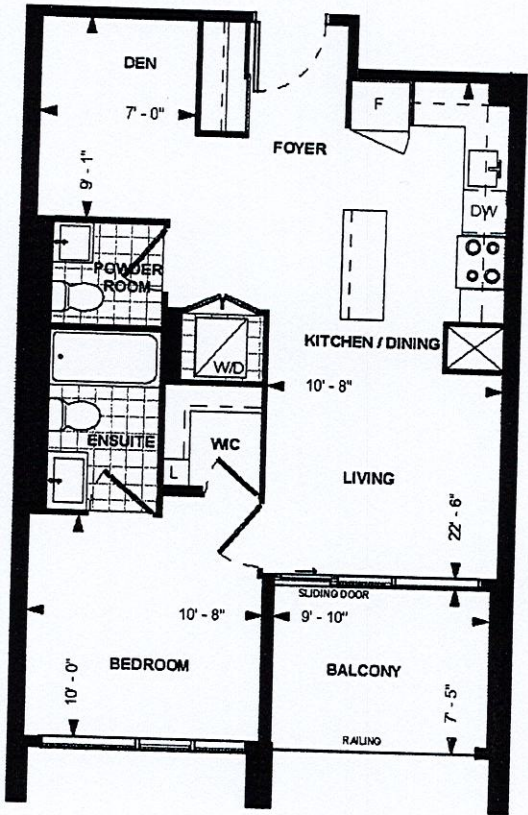 DEN
7' - 0"
9' - 1"
FOYER
F
DW
POWDER
ROOM
W/D
KITCHEN / DINING
10' - 8"
ENSUITE
WIC
L
LIVING
22' - 6"
SLIDING DOOR
10' - 8"
9' - 10"
BEDROOM
10' - 0"
BALCONY
7' - 5"
RAILING